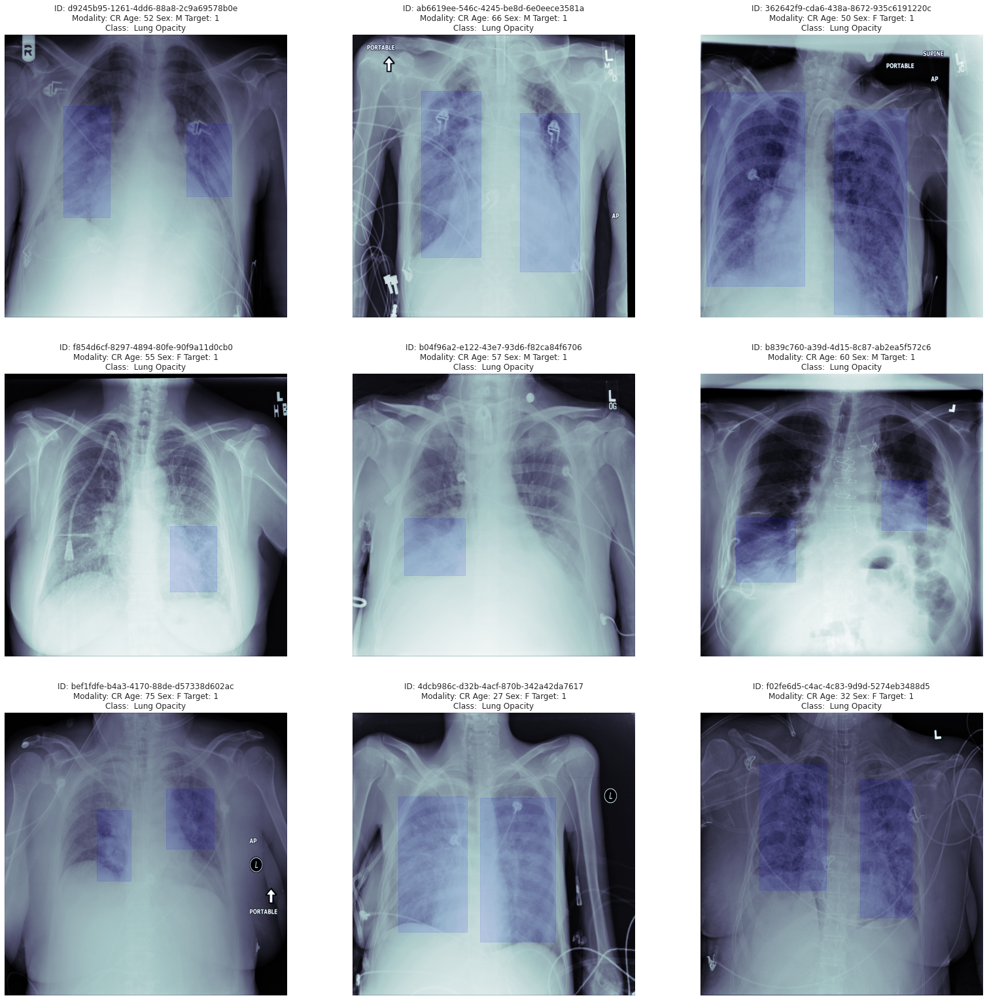 ID: d9245b95-1261-4dd6-88a8-2c9a69578b0e
Modality: CR Age: 52 Sex: M Target: 1
Class:  Lung Opacity
R
ID: ab6619ee-546c-4245-be8d-6e0eece3581a
Modality: CR Age: 66 Sex: M Target: 1
Class:  Lung Opacity
PORTABLE
L
M
G
D
AP
ID: 362642f9-cda6-438a-8672-935c6191220c
Modality: CR Age: 50 Sex: F Target: 1
Class:  Lung Opacity
SUPINE
PORTABLE
AP
L
JC
ID: f854d6cf-8297-4894-80fe-90f9a11d0cb0
Modality: CR Age: 55 Sex: F Target: 1
Class:  Lung Opacity
L
H B
ID: b04f96a2-e122-43e7-93d6-f82ca84f6706
Modality: CR Age: 57 Sex: M Target: 1
Class:  Lung Opacity
L
OG
ID: b839c760-a39d-4d15-8c87-ab2ea5f572c6
Modality: CR Age: 60 Sex: M Target: 1
Class:  Lung Opacity
L
ID: bef1fdfe-b4a3-4170-88de-d57338d602ac
Modality: CR Age: 75 Sex: F Target: 1
Class:  Lung Opacity
AP
L
PORTABLE
ID: 4dcb986c-d32b-4acf-870b-342a42da7617
Modality: CR Age: 27 Sex: F Target: 1
Class:  Lung Opacity
L
ID: f02fe6d5-c4ac-4c83-9d9d-5274eb3488d5
Modality: CR Age: 32 Sex: F Target: 1
Class:  Lung Opacity
L